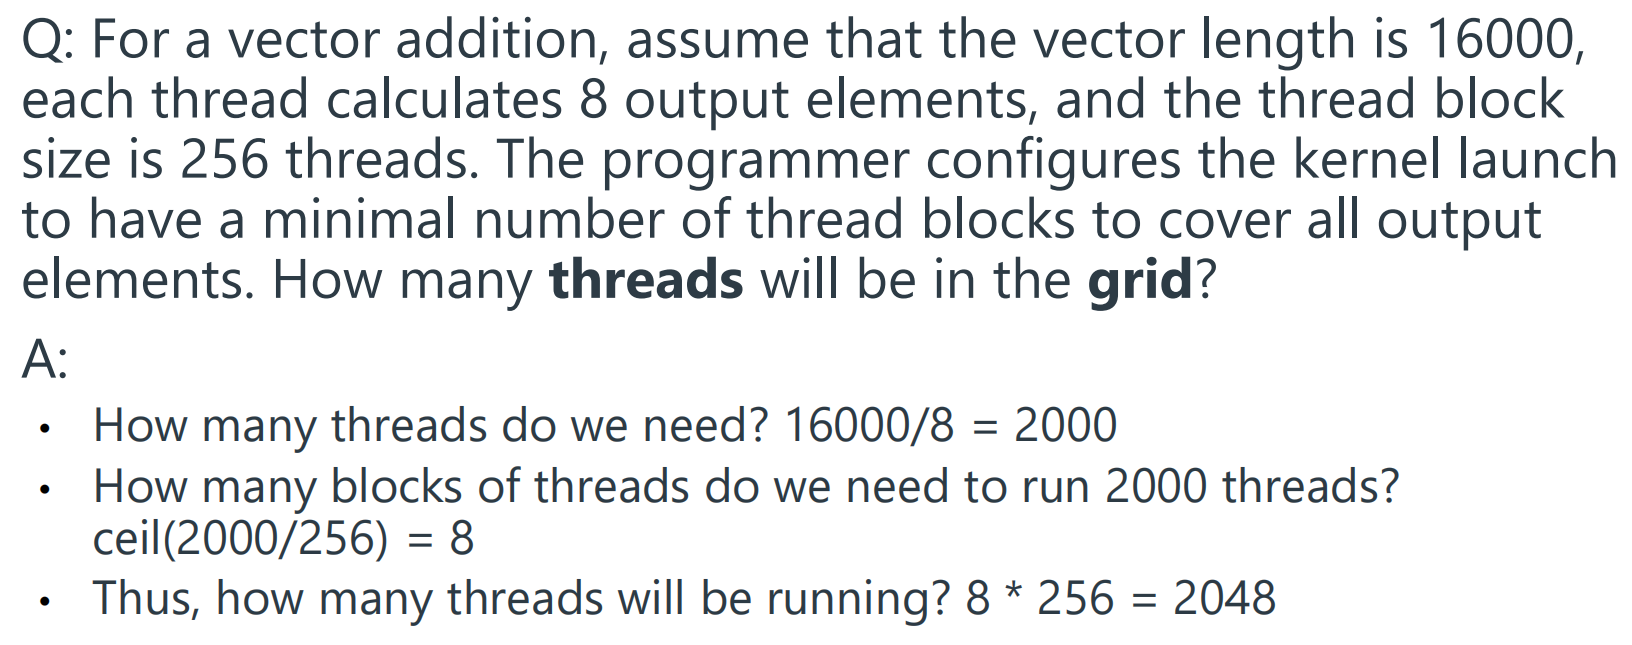 Q: For a vector addition, assume that the vector length is 16000,
each thread calculates 8 output elements, and the thread block
size is 256 threads. The programmer configures the kernel launch
to have a minimal number of thread blocks to cover all output
elements. How many threads will be in the grid?
A:
• How many threads do we need? 16000/8 = 2000
• How many blocks of threads do we need to run 2000 threads?
ceil(2000/256) = 8
• Thus, how many threads will be running? 8 * 256 = 2048